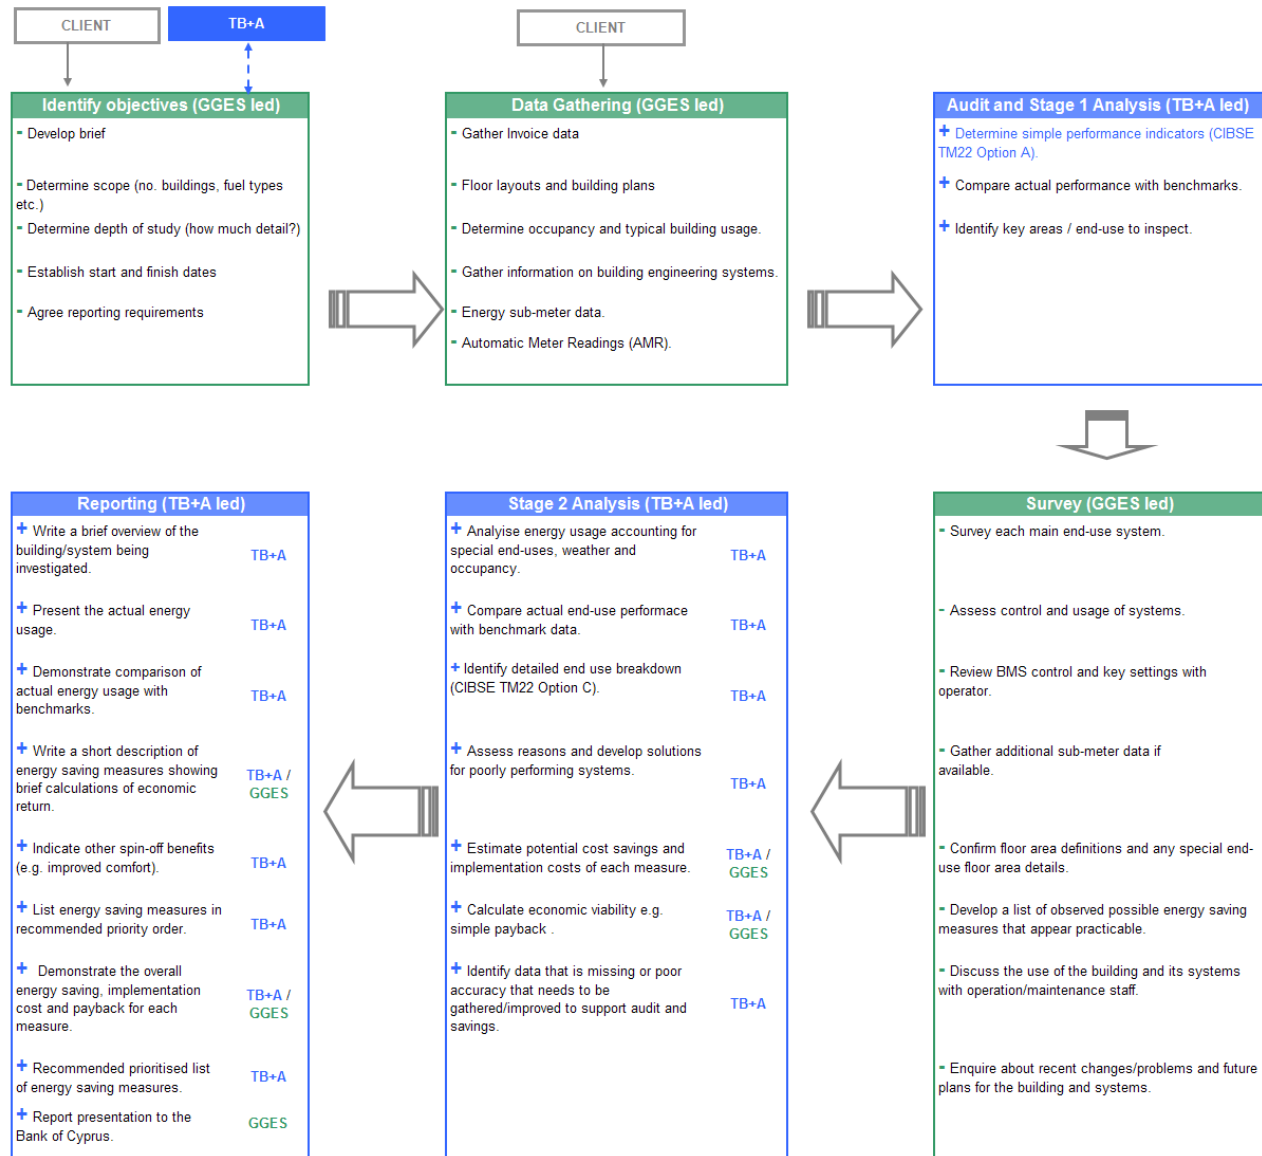 CLIENT
TB+A
CLIENT
Identify objectives (GGES led)
- Develop brief
- Determine scope (no. buildings, fuel types
etc.)
- Determine depth of study (how much detail?)
- Establish start and finish dates
- Agree reporting requirements
Data Gathering (GGES led)
- Gather Invoice data
- Floor layouts and building plans
- Determine occupancy and typical building usage.
- Gather information on building engineering systems.
- Energy sub-meter data.
- Automatic Meter Readings (AMR).
Audit and Stage 1 Analysis (TB+A led)
+ Determine simple performance indicators (CIBSE
TM22 Option A).
+ Compare actual performance with benchmarks.
+ Identify key areas / end-use to inspect.
Survey (GGES led)
- Survey each main end-use system.
- Assess control and usage of systems.
- Review BMS control and key settings with
operator.
- Gather additional sub-meter data if
available.
- Confirm floor area definitions and any special end-
use floor area details.
- Develop a list of observed possible energy saving
measures that appear practicable.
- Discuss the use of the building and its systems
with operation/maintenance staff.
- Enquire about recent changes/problems and future
plans for the building and systems.
Stage 2 Analysis (TB+A led)
+ Analyise energy usage accounting for
special end-uses, weather and
occupancy.
TB+A
+ Compare actual end-use performace
with benchmark data.
TB+A
+ Identify detailed end use breakdown
(CIBSE TM22 Option C).
TB+A
+ Assess reasons and develop solutions
for poorly performing systems.
TB+A
+ Estimate potential cost savings and
implementation costs of each measure.
TB+A /
GGES
+ Calculate economic viability e.g.
simple payback .
TB+A /
GGES
+ Identify data that is missing or poor
accuracy that needs to be
gathered/improved to support audit and
savings.
TB+A
Reporting (TB+A led)
+ Write a brief overview of the
building/system being
investigated.
TB+A
+ Present the actual energy
usage.
TB+A
+ Demonstrate comparison of
actual energy usage with
benchmarks.
TB+A
+ Write a short description of
energy saving measures showing
brief calculations of economic
return.
TB+A /
GGES
+ Indicate other spin-off benefits
(e.g. improved comfort).
TB+A
+ List energy saving measures in
recommended priority order.
TB+A
+ Demonstrate the overall
energy saving, implementation
cost and payback for each
measure.
TB+A /
GGES
+ Recommended prioritised list
of energy saving measures.
TB+A
+ Report presentation to the
Bank of Cyprus.
GGES